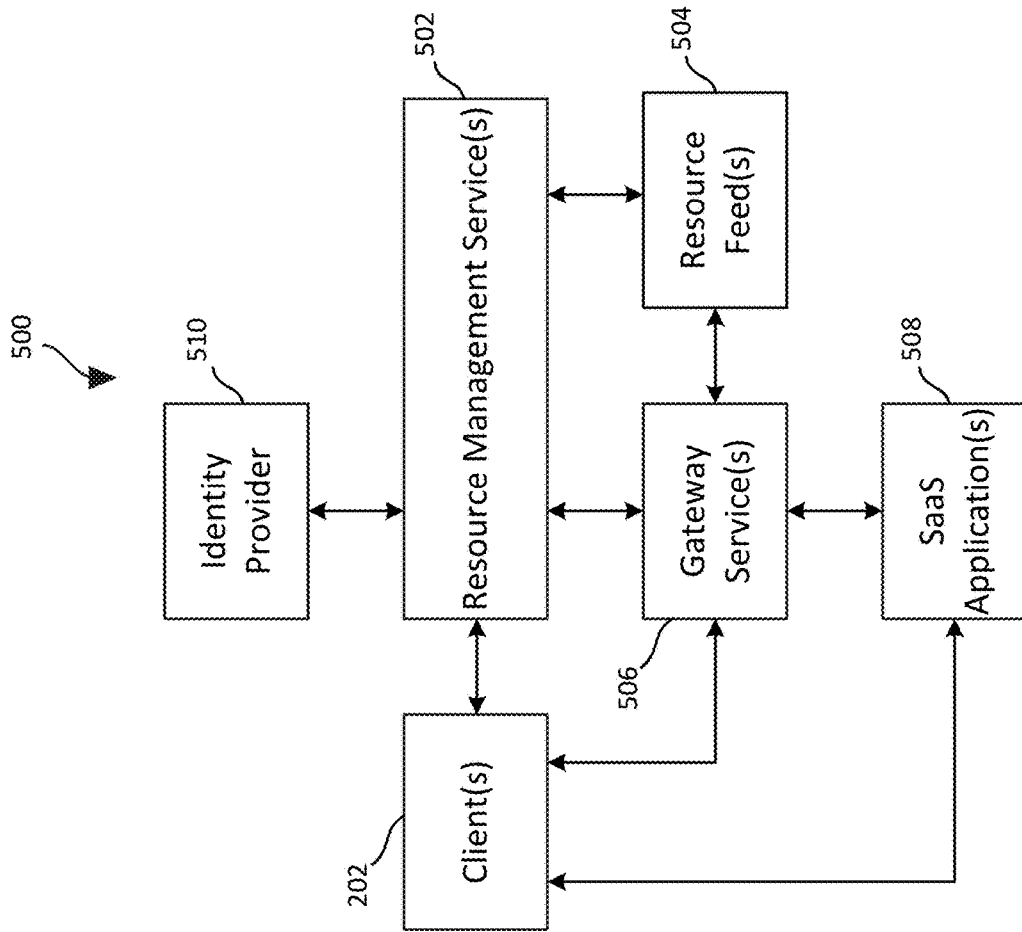 500
510
Identity
Provider
502
Resource Management Service(s)
202
Client(s)
504
Resource
Feed(s)
506
Gateway
Service(s)
508
SaaS
Application(s)